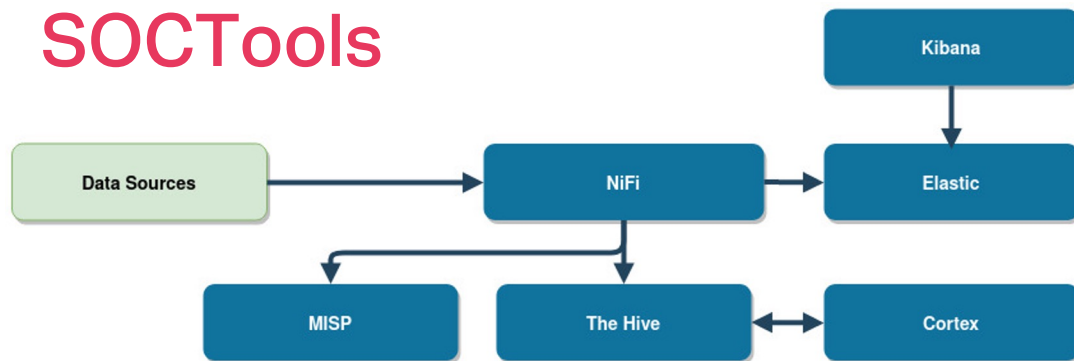 SOCTools
Kibana
Data Sources
NiFi
Elastic
MISP
The Hive
Cortex